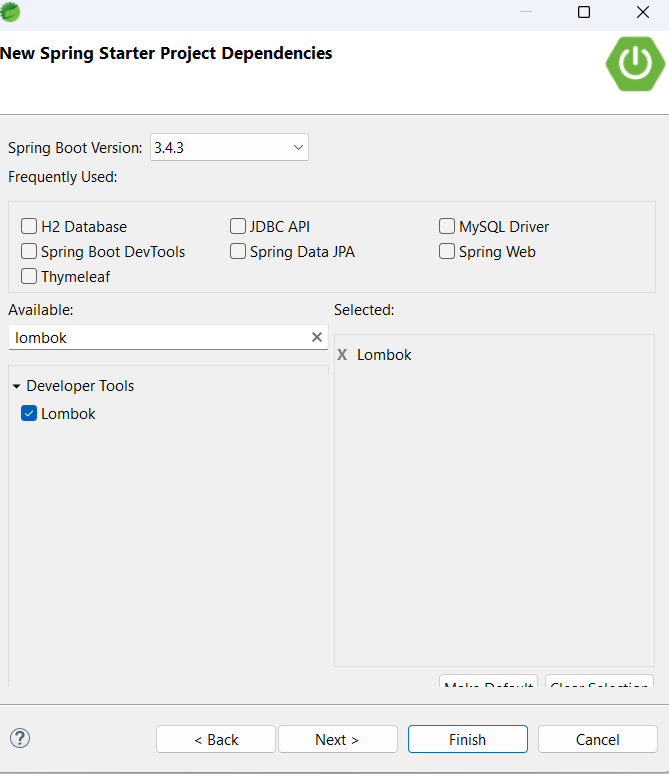 New Spring Starter Project Dependencies
Spring Boot Version: 3.4.3
Frequently Used:
H2 Database JDBC API MySQL Driver
Spring Boot DevTools Spring Data JPA Spring Web
Thymeleaf
Available: Selected:
lombok
X Lombok
Developer Tools
Lombok
Make Default Clear Selection
? < Back Next > Finish Cancel